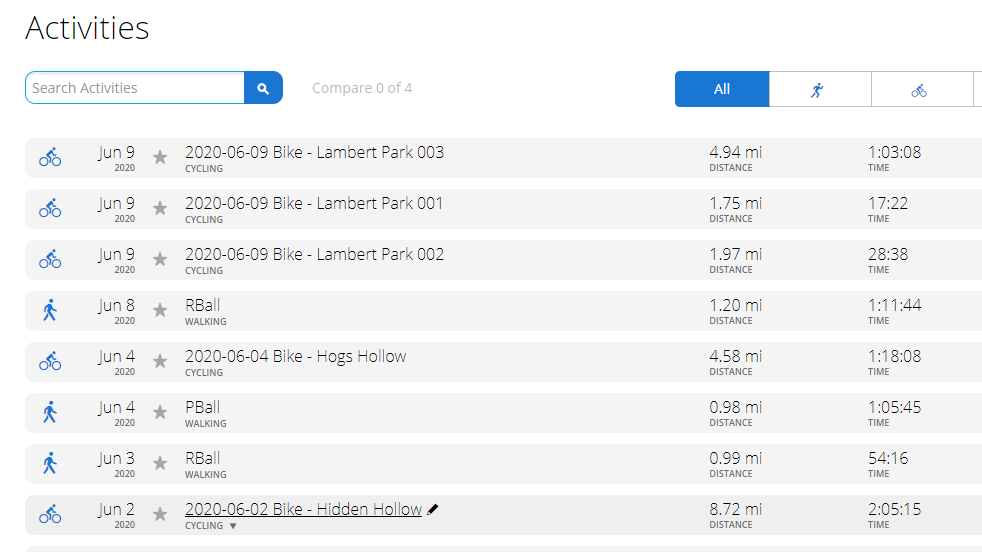 Activities
Search Activities
Compare 0 of 4
All
Jun 9 2020-06-09 Bike - Lambert Park 003 4.94 mi 1:03:08
2020 CYCLING DISTANCE TIME
Jun 9 2020-06-09 Bike - Lambert Park 001 1.75 mi 17:22
2020 CYCLING DISTANCE TIME
Jun 9 2020-06-09 Bike - Lambert Park 002 1.97 mi 28:38
2020 CYCLING DISTANCE TIME
Jun 8 RBall 1.20 mi 1:11:44
2020 WALKING DISTANCE TIME
Jun 4 2020-06-04 Bike - Hogs Hollow 4.58 mi 1:18:08
2020 CYCLING DISTANCE TIME
Jun 4 PBall 0.98 mi 1:05:45
2020 WALKING DISTANCE TIME
Jun 3 RBall 0.99 mi 54:16
2020 WALKING DISTANCE TIME
Jun 2 2020-06-02 Bike - Hidden Hollow 8.72 mi 2:05:15
2020 CYCLING DISTANCE TIME